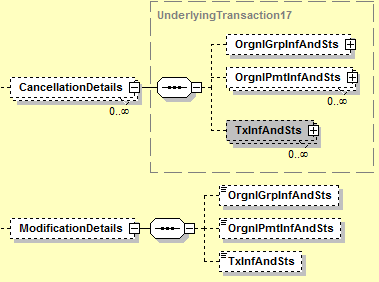 UnderlyingTransaction17
OrgnlGrpInfAndSts
CancellationDetails
OrgnlPmtInfAndSts
0..∞
0..∞
TxInfAndSts
0..∞
OrgnlGrpInfAndSts
ModificationDetails
OrgnlPmtInfAndSts
TxInfAndSts